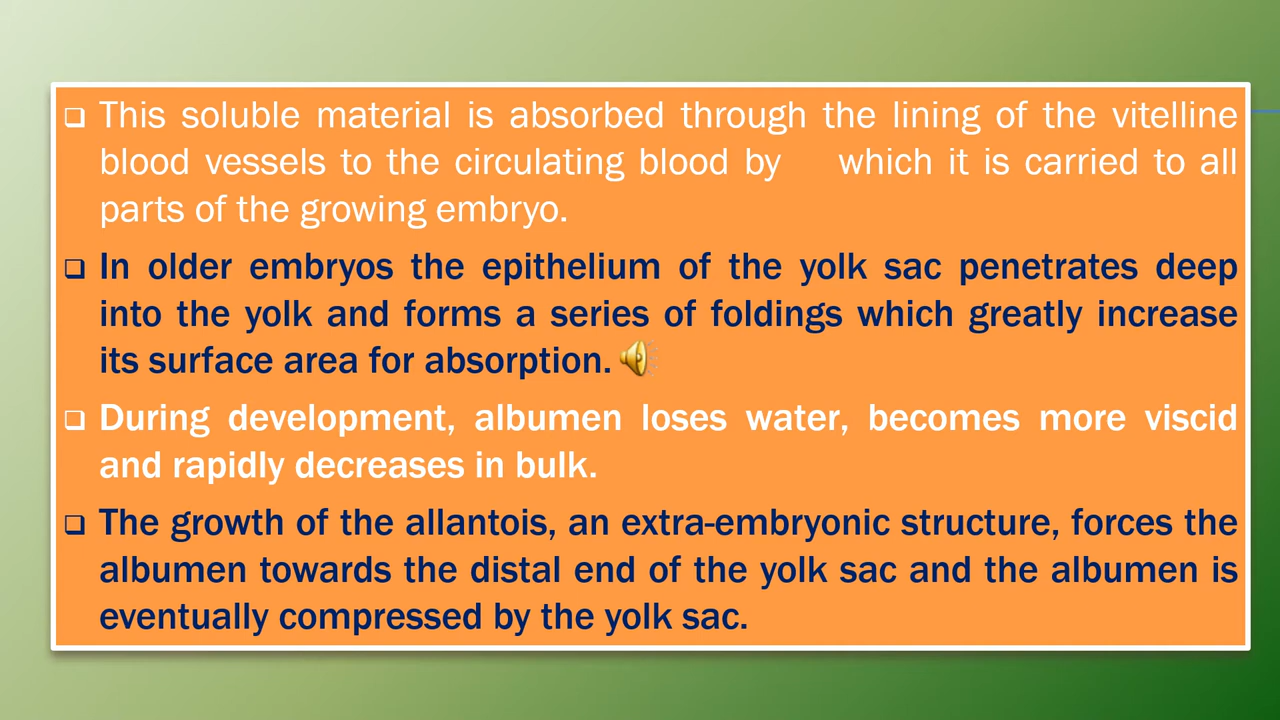 ❑ This soluble material is absorbed through the lining of the vitelline
blood vessels to the circulating blood by which it is carried to all
parts of the growing embryo.
❑ In older embryos the epithelium of the yolk sac penetrates deep
into the yolk and forms a series of foldings which greatly increase
its surface area for absorption.
❑ During development, albumen loses water, becomes more viscid
and rapidly decreases in bulk.
❑ The growth of the allantois, an extra-embryonic structure, forces the
albumen towards the distal end of the yolk sac and the albumen is
eventually compressed by the yolk sac.